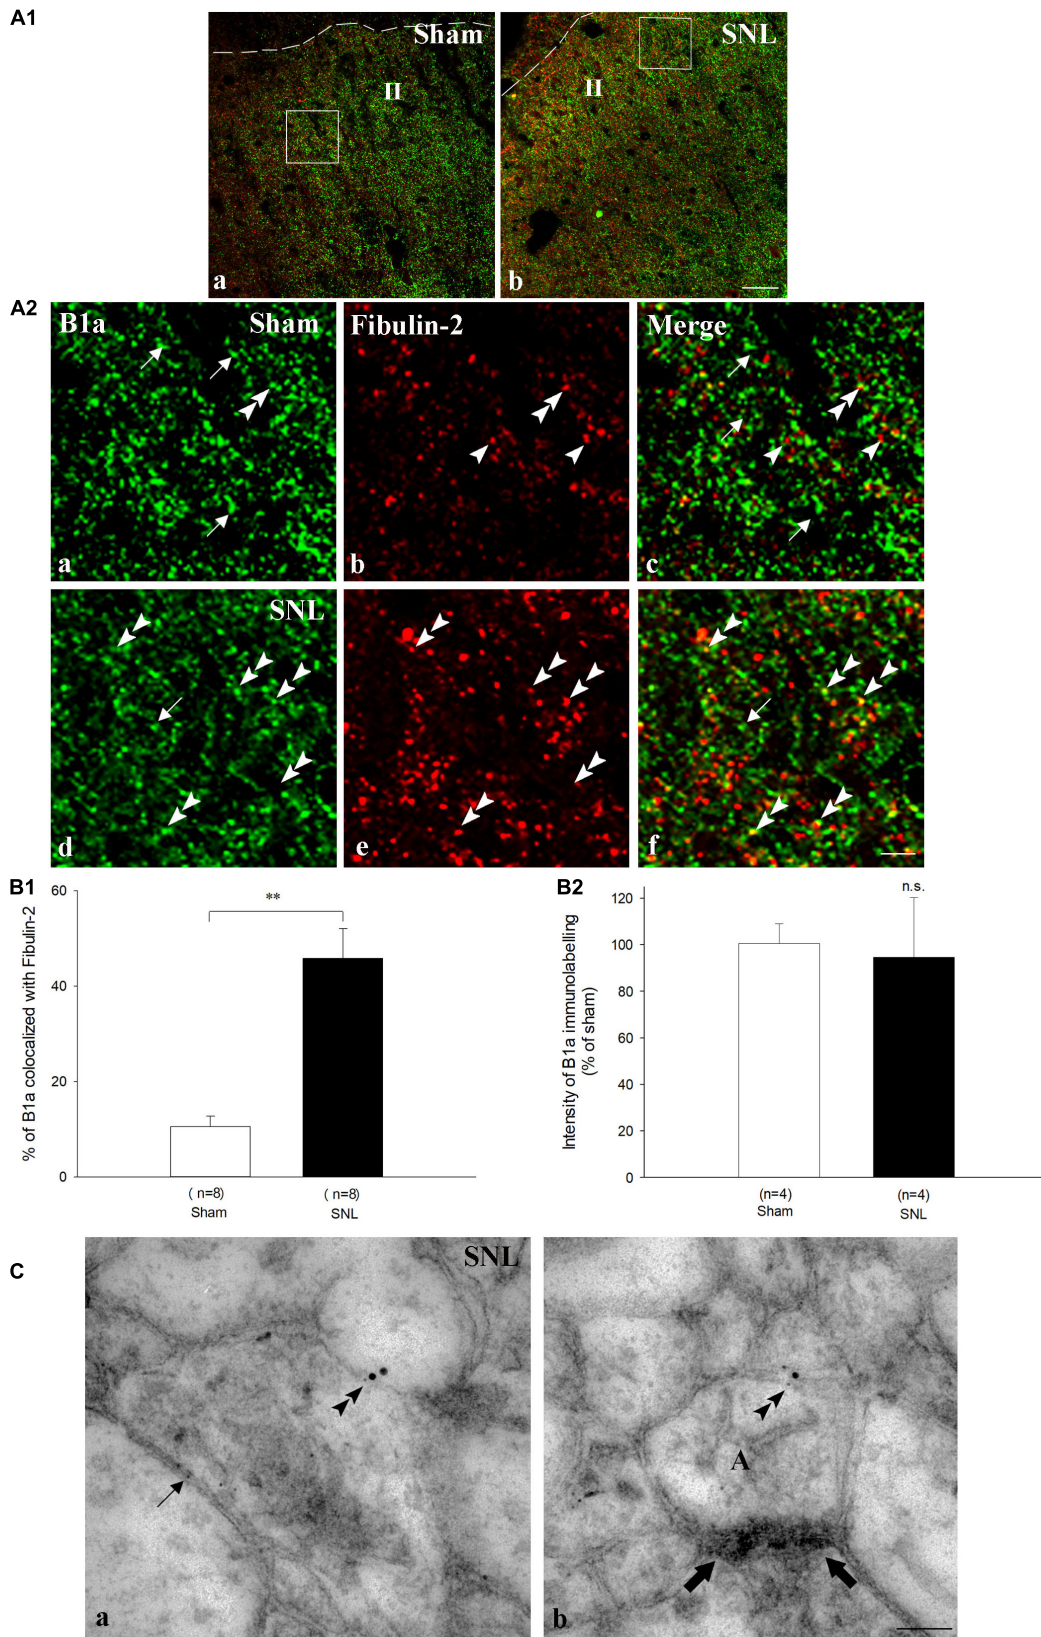 A1
Sham
SNL
II
II
a
b
A2
B1a
Sham
Fibulin-2
Merge
a
b
c
SNL
d
e
f
B1
60
40
20
0
% of B1a colocalized with Fibulin-2
**
( n=8)
Sham
( n=8)
SNL
B2
120
100
80
60
40
20
0
Intensity of B1a immunolabelling
(% of sham)
n.s.
(n=4)
Sham
(n=4)
SNL
C
SNL
A
a
b